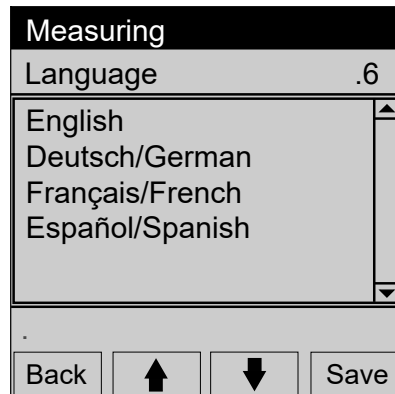 Measuring
Language .6
English
Deutsch/German
Français/French
Español/Spanish
.
Back Save